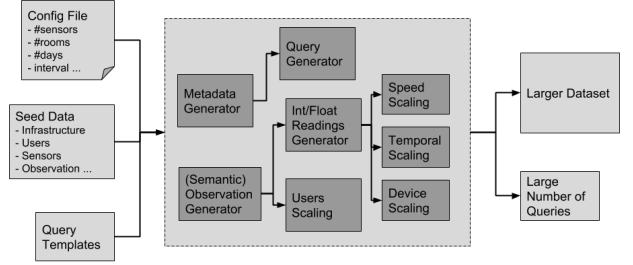 Config File
- #sensors
- #rooms
- #days
- interval ...
Seed Data
- Infrastructure
- Users
- Sensors
- Observation ...
Query
Templates
Metadata
Generator
Query
Generator
(Semantic)
Observation
Generator
Int/Float
Readings
Generator
Users
Scaling
Speed
Scaling
Temporal
Scaling
Device
Scaling
Larger Dataset
Large
Number of
Queries